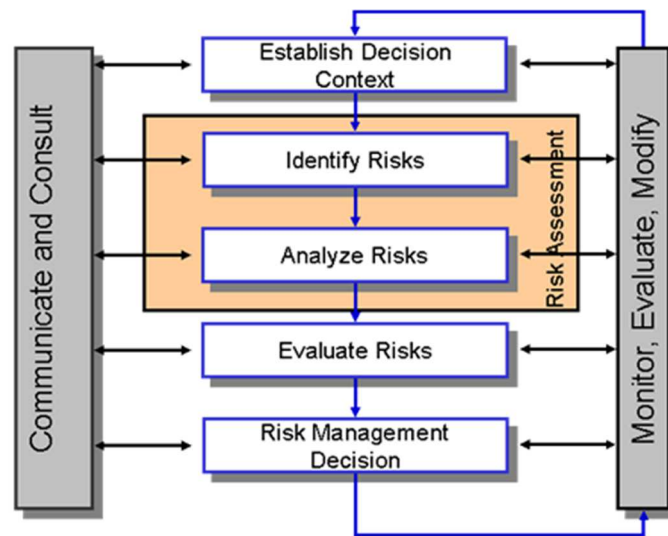 Establish Decision
Context
Identify Risks
Analyze Risks
Evaluate Risks
Risk Management
Decision
Communicate and Consult
Risk Assessment
Monitor, Evaluate, Modify